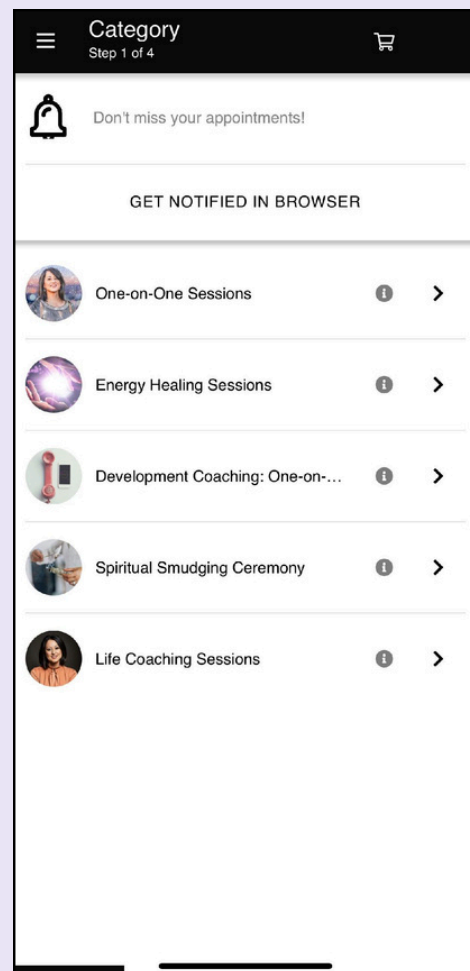 Category
Step 1 of 4
Don't miss your appointments!
GET NOTIFIED IN BROWSER
One-on-One Sessions
Energy Healing Sessions
Development Coaching: One-on-...
Spiritual Smudging Ceremony
Life Coaching Sessions